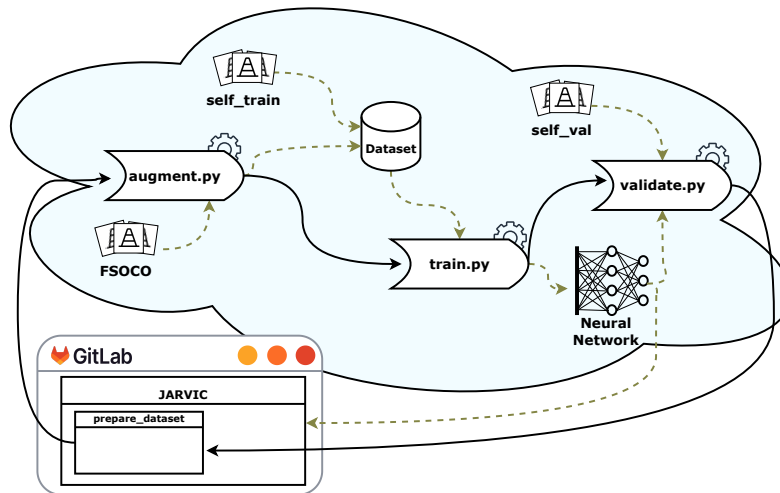 self_train
self_val
Dataset
augment.py
validate.py
FSOCO
train.py
Neural
Network
GitLab
JARVIC
prepare_dataset